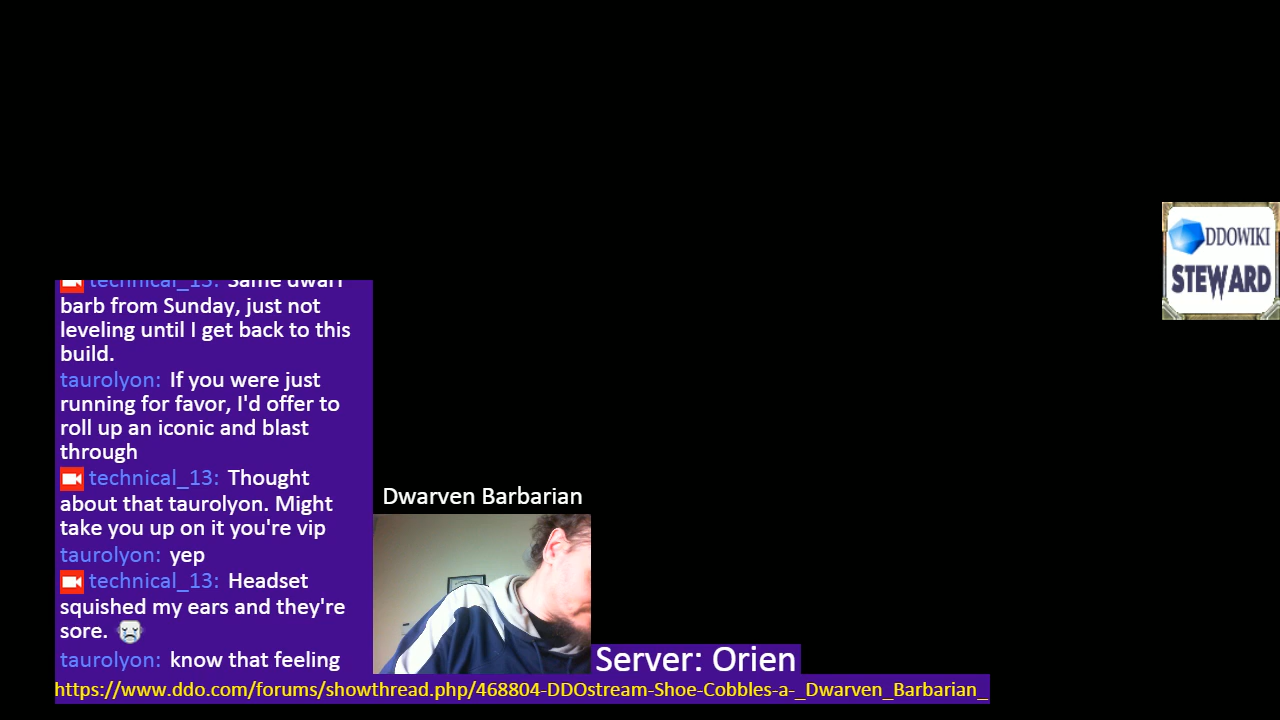 DDOWIKI
STEWARD
technical_13: Same dwarf
barb from Sunday, just not
leveling until I get back to this
build.
taurolyon: If you were just
running for favor, I'd offer to
roll up an iconic and blast
through
technical_13: Thought
about that taurolyon. Might
take you up on it you're vip
taurolyon: yep
technical_13: Headset
squished my ears and they're
sore.
taurolyon: know that feeling
Dwarven Barbarian
Server: Orien
https://www.ddo.com/forums/showthread.php/468804-DDOstream-Shoe-Cobbles-a-_Dwarven_Barbarian_